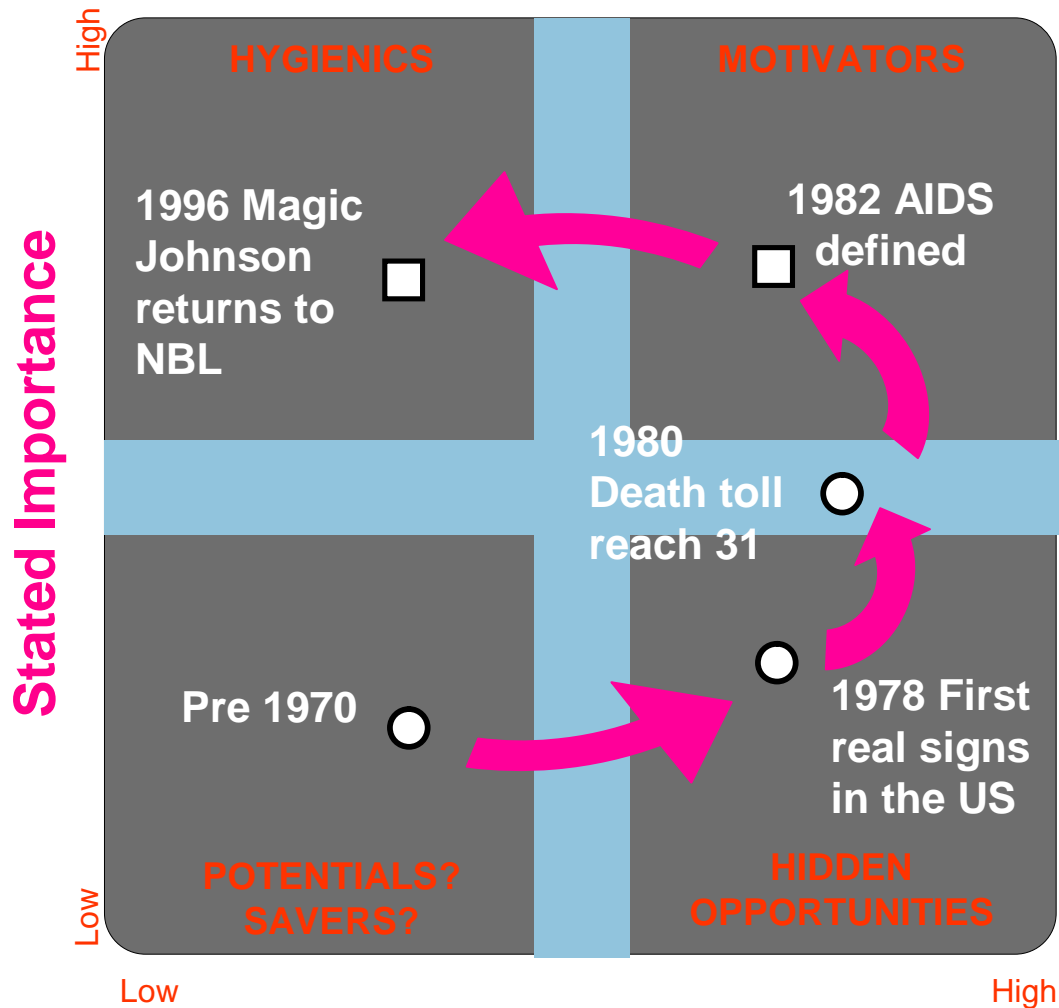 High
HYGIENICS
MOTIVATORS
1996 Magic
Johnson
returns to
NBL
1982 AIDS
defined
Stated Importance
1980
Death toll
reach 31
Pre 1970
1978 First
real signs
in the US
POTENTIALS?
SAVERS?
HIDDEN
OPPORTUNITIES
Low
Low
High